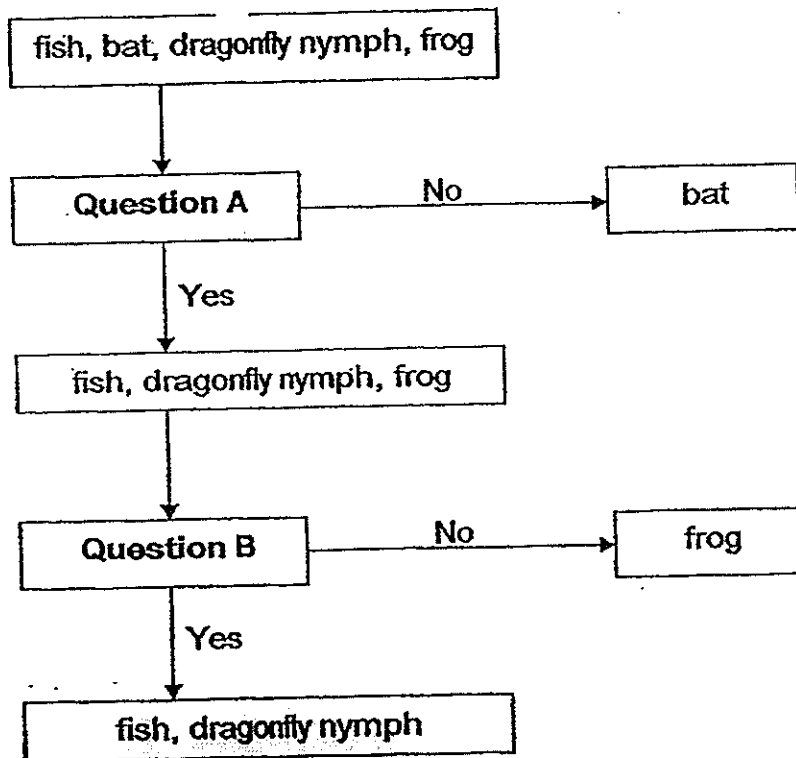 fish, bat, dragonfly nymph, frog
Question A
No
bat
Yes
fish, dragonfly nymph, frog
Question B
No
frog
Yes
fish, dragonfly nymph